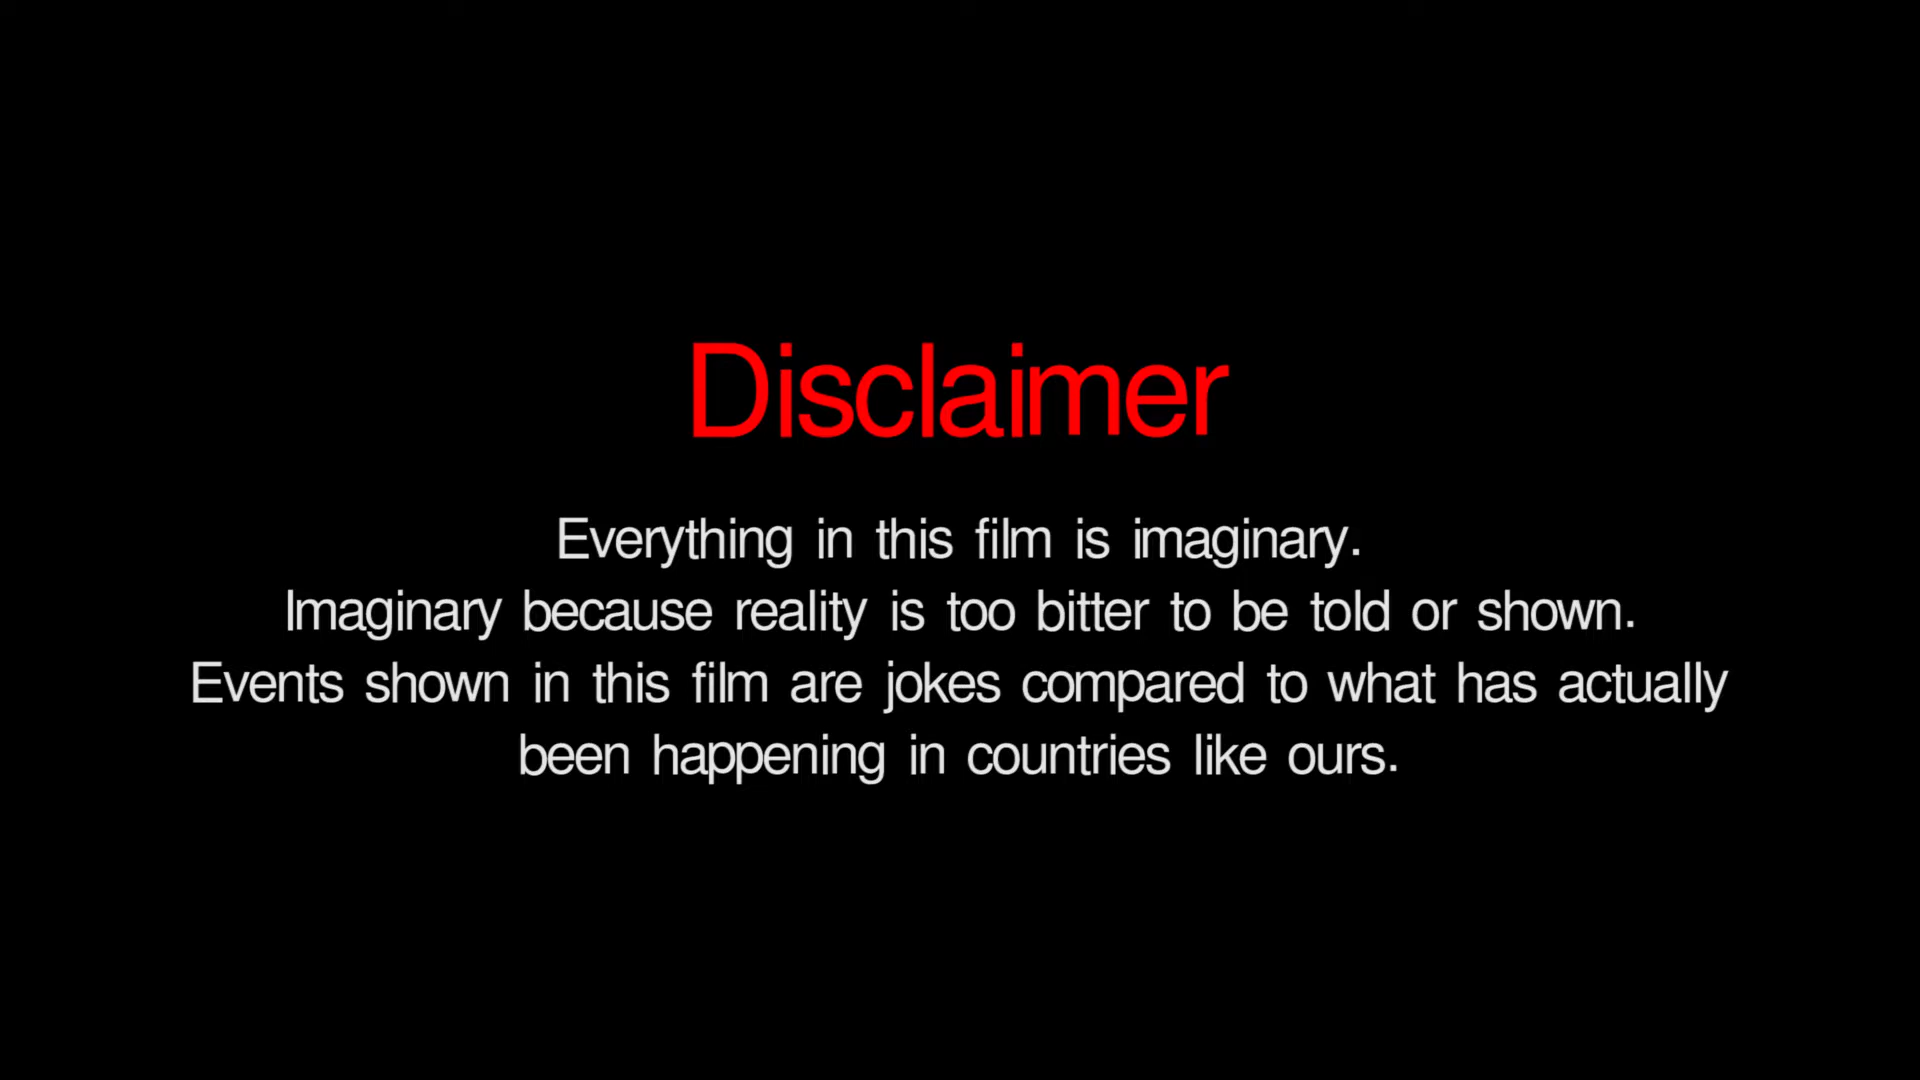 Disclaimer
Everything in this film is imaginary.
Imaginary because reality is too bitter to be told or shown.
Events shown in this film are jokes compared to what has actually
been happening in countries like ours.